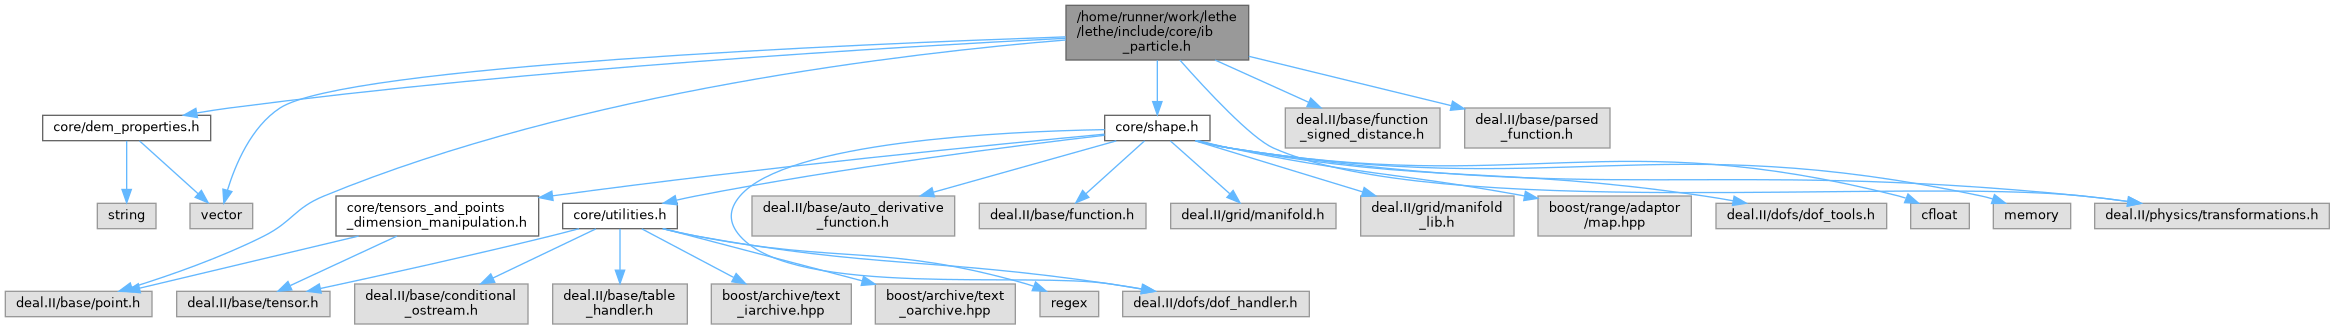 /home/runner/work/lethe
/lethe/include/core/ib
_particle.h
core/dem_properties.h
core/shape.h
deal.II/base/function
_signed_distance.h
deal.II/base/parsed
_function.h
string
vector
core/tensors_and_points
_dimension_manipulation.h
core/utilities.h
deal.II/base/auto_derivative
_function.h
deal.II/base/function.h
deal.II/grid/manifold.h
deal.II/grid/manifold
_lib.h
boost/range/adaptor
/map.hpp
deal.II/dofs/dof_tools.h
cfloat
memory
deal.II/physics/transformations.h
deal.II/base/point.h
deal.II/base/tensor.h
deal.II/base/conditional
_ostream.h
deal.II/base/table
_handler.h
boost/archive/text
_iarchive.hpp
boost/archive/text
_oarchive.hpp
regex
deal.II/dofs/dof_handler.h